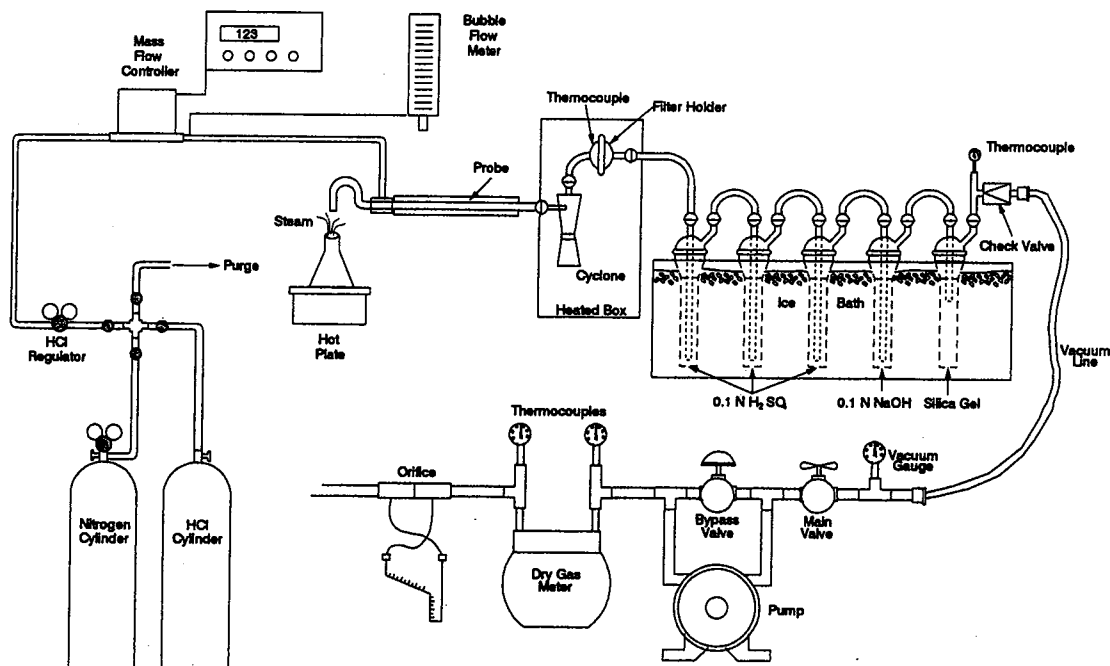 Mass
Flow
Controller
123
Bubble
Flow
Meter
Thermocouple
Filter Holder
Thermocouple
Probe
Steam
Check Valve
Purge
Cyclone
Ice Bath
Heated Box
HCl
Regulator
Hot
Plate
Vacuum
Line
0.1 N H₂ SO₄
0.1 N NaOH
Silica Gel
Thermocouples
Vacuum
Gauge
Orifice
Nitrogen
Cylinder
HCl
Cylinder
Bypass
Valve
Main
Valve
Dry Gas
Meter
Pump